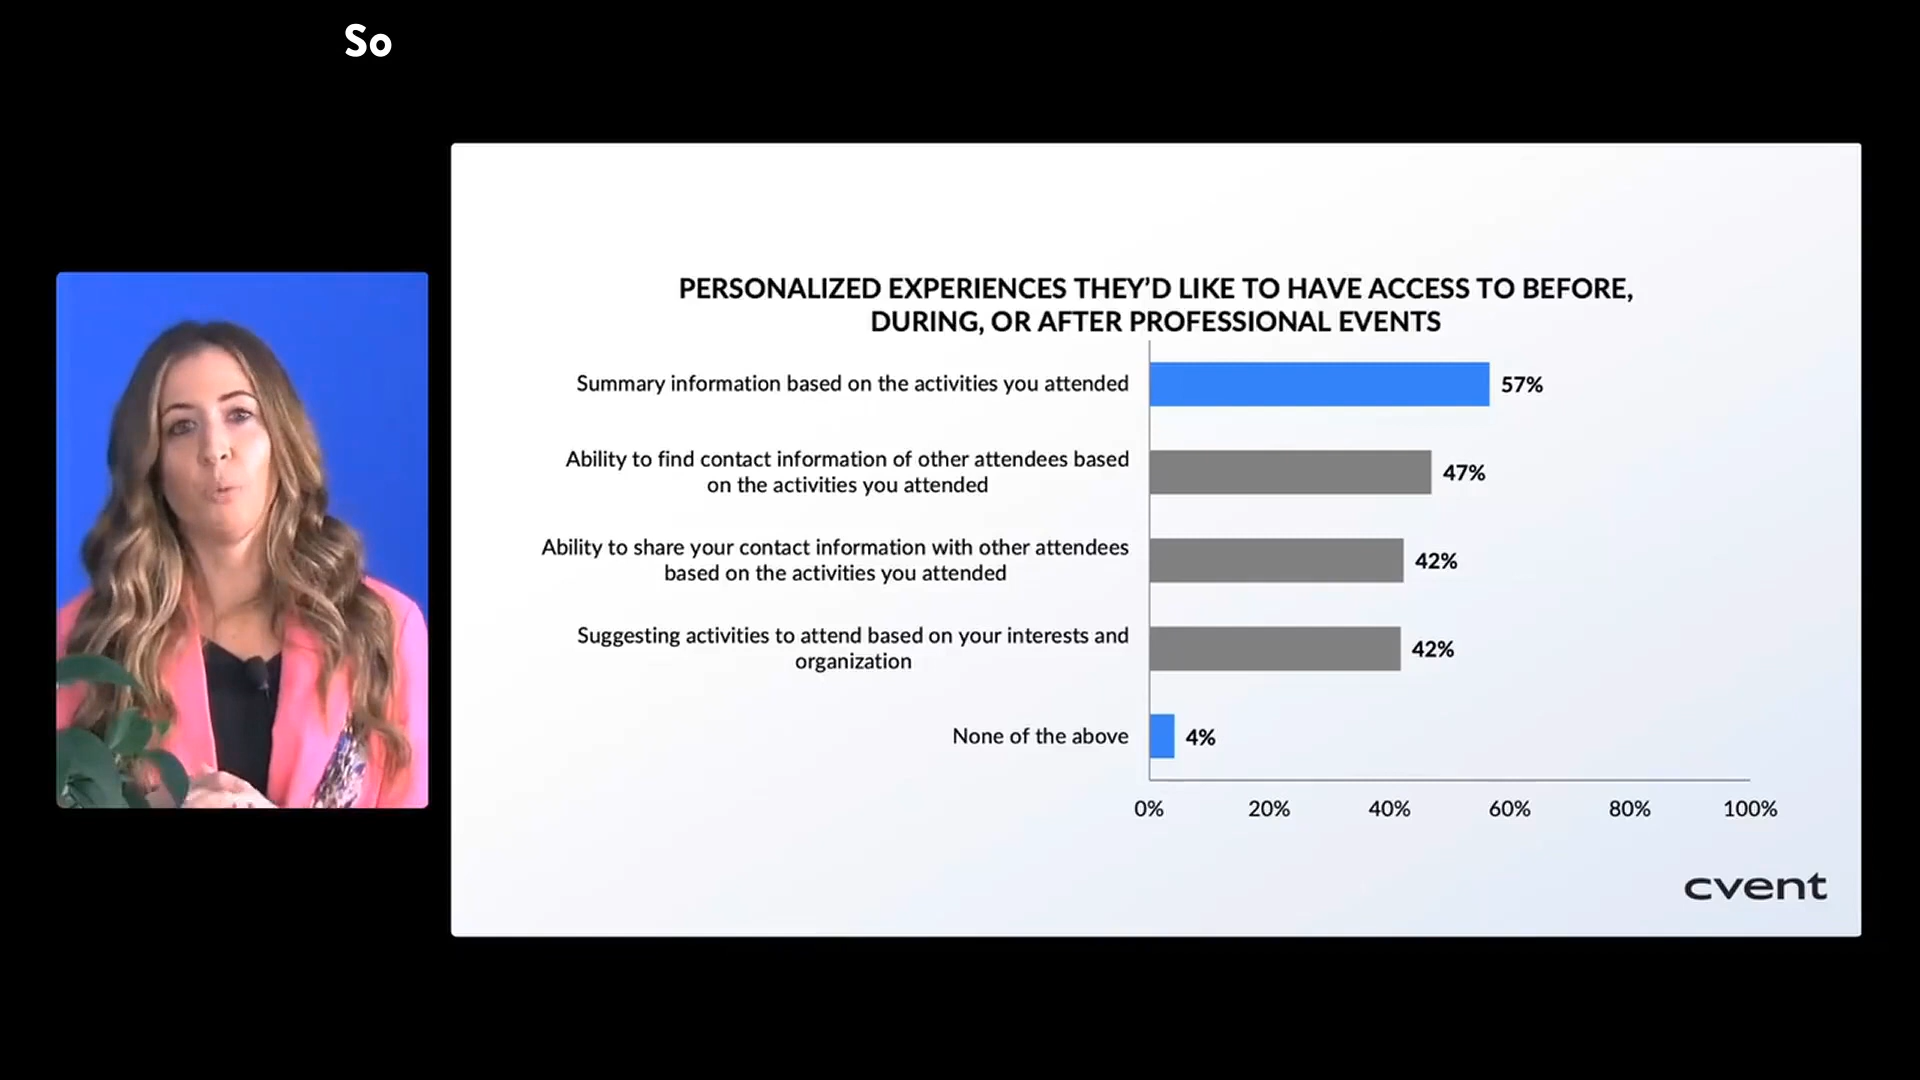 So
PERSONALIZED EXPERIENCES THEY'D LIKE TO HAVE ACCESS TO BEFORE,
DURING, OR AFTER PROFESSIONAL EVENTS
Summary information based on the activities you attended
57%
Ability to find contact information of other attendees based
on the activities you attended
47%
Ability to share your contact information with other attendees
based on the activities you attended
42%
Suggesting activities to attend based on your interests and
organization
42%
None of the above
4%
0% 20% 40% 60% 80% 100%
cvent